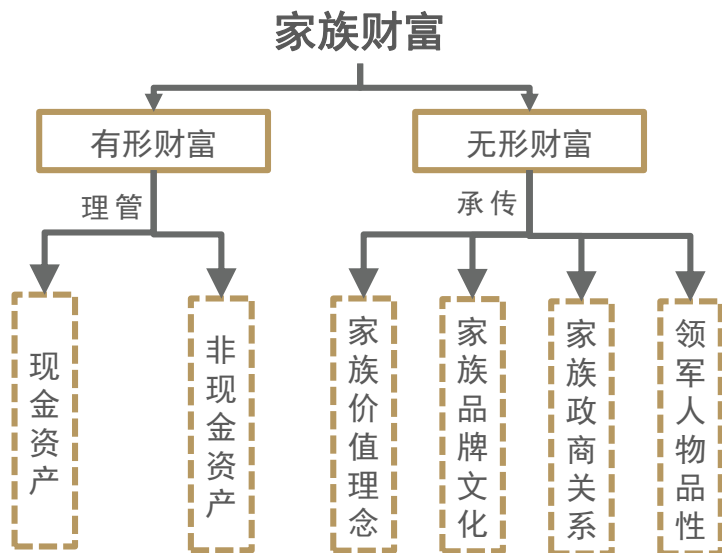 家族财富
有形财富
无形财富
理管
承传
现金资产
非现金资产
家族价值理念
家族品牌文化
家族政商关系
领军人物品性